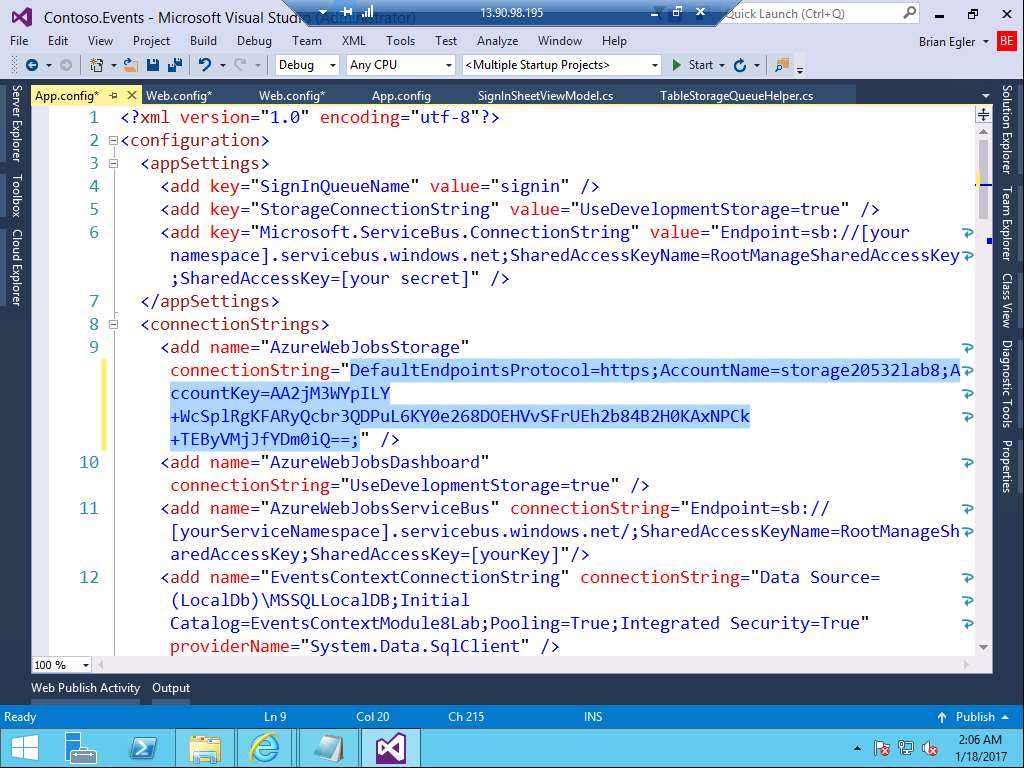 Contoso.Events - Microsoft Visual Studio (Administrator)
13.90.98.195
Quick Launch (Ctrl+Q)
File Edit View Project Build Debug Team XML Tools Test Analyze Window Help
Brian Egler BE
Debug Any CPU <Multiple Startup Projects> Start
App.config* Web.config* Web.config* App.config SignInSheetViewModel.cs TableStorageQueueHelper.cs
Server Explorer
Toolbox
Cloud Explorer
1 <?xml version="1.0" encoding="utf-8"?>
2 <configuration>
3 <appSettings>
4 <add key="SignInQueueName" value="signin" />
5 <add key="StorageConnectionString" value="UseDevelopmentStorage=true" />
6 <add key="Microsoft.ServiceBus.ConnectionString" value="Endpoint=sb://[your
namespace].servicebus.windows.net;SharedAccessKeyName=RootManageSharedAccessKey
;SharedAccessKey=[your secret]" />
7 </appSettings>
8 <connectionStrings>
9 <add name="AzureWebJobsStorage"
connectionString="DefaultEndpointsProtocol=https;AccountName=storage20532lab8;A
ccountKey=AA2jM3WYpILY
+WcSplRgKFARyQcbr3QDPuL6KY0e268DOEHVvSFrUEh2b84B2H0KAxNPCk
+TEByVMjJfYDm0iQ==;" />
10 <add name="AzureWebJobsDashboard"
connectionString="UseDevelopmentStorage=true" />
11 <add name="AzureWebJobsServiceBus" connectionString="Endpoint=sb://
[yourServiceNamespace].servicebus.windows.net/;SharedAccessKeyName=RootManageSh
aredAccessKey;SharedAccessKey=[yourKey]"/>
12 <add name="EventsContextConnectionString" connectionString="Data Source=
(LocalDb)\MSSQLLocalDB;Initial
Catalog=EventsContextModule8Lab;Pooling=True;Integrated Security=True"
providerName="System.Data.SqlClient" />
Solution Explorer
Team Explorer
Class View
Diagnostic Tools
Properties
100 %
Web Publish Activity Output
Ready Ln 9 Col 20 Ch 215 INS Publish
2:06 AM
1/18/2017